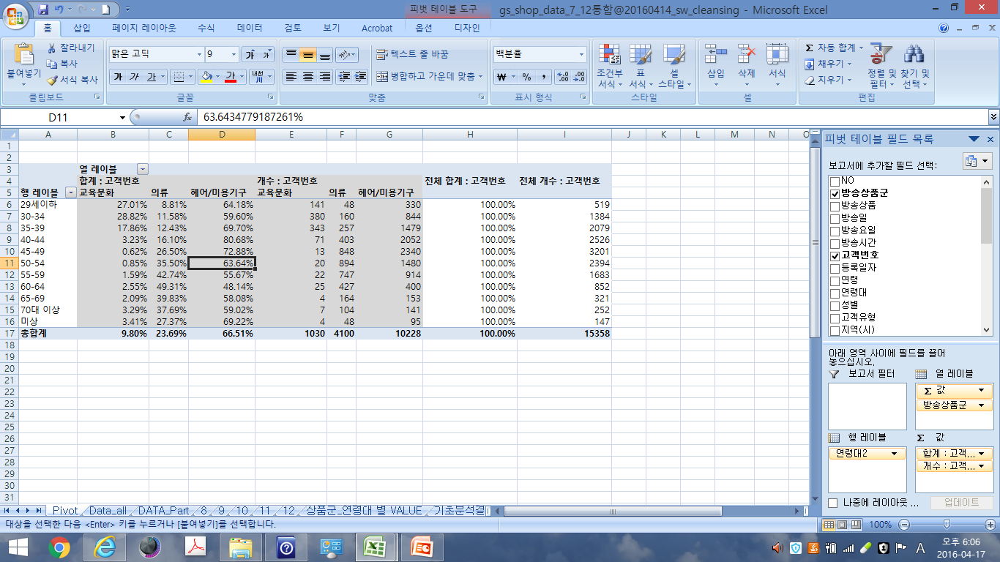 피벗 테이블 도구 gs_shop_data_7_12통합@20160414_sw_cleansing - Microsoft Excel
홈 삽입 페이지 레이아웃 수식 데이터 검토 보기 Acrobat 옵션 디자인
붙여넣기 잘라내기 복사 서식 복사 클립보드
맑은 고딕 9 가 가 가 가 가 가 내천 글꼴
텍스트 줄 바꿈 병합하고 가운데 맞춤 맞춤
백분율 ₩ % , 표시 형식
조건부 서식 표 서식 셀 스타일 스타일
삽입 삭제 서식 셀
Σ 자동 합계 채우기 지우기 정렬 및 필터 찾기 및 선택 편집
D11 fx 63.6434779187261%
A B C D E F G H I J K L M N O
1
2
3 열 레이블
4 합계 : 고객번호 개수 : 고객번호 전체 합계 : 고객번호 전체 개수 : 고객번호
5 행 레이블 교육문화 의류 헤어/미용기구 교육문화 의류 헤어/미용기구
6 29세이하 27.01% 8.81% 64.18% 141 48 330 100.00% 519
7 30-34 28.82% 11.58% 59.60% 380 160 844 100.00% 1384
8 35-39 17.86% 12.43% 69.70% 343 257 1479 100.00% 2079
9 40-44 3.23% 16.10% 80.68% 71 403 2052 100.00% 2526
10 45-49 0.62% 26.50% 72.88% 13 848 2340 100.00% 3201
11 50-54 0.85% 35.50% 63.64% 20 894 1480 100.00% 2394
12 55-59 1.59% 42.74% 55.67% 22 747 914 100.00% 1683
13 60-64 2.55% 49.31% 48.14% 25 427 400 100.00% 852
14 65-69 2.09% 39.83% 58.08% 4 164 153 100.00% 321
15 70대 이상 3.29% 37.69% 59.02% 7 104 141 100.00% 252
16 미상 3.41% 27.37% 69.22% 4 48 95 100.00% 147
17 총합계 9.80% 23.69% 66.51% 1030 4100 10228 100.00% 15358
18
19
20
21
22
23
24
25
26
27
28
29
30
31
피벗 테이블 필드 목록
보고서에 추가할 필드 선택:
NO
방송상품군
방송상품
방송일
방송요일
방송시간
고객번호
등록일자
연령
연령대
성별
고객유형
지역(시)
아래 영역 사이에 필드를 끌어
놓으십시오.
보고서 필터 열 레이블
Σ 값
방송상품군
행 레이블 Σ 값
연령대2 합계 : 고객...
개수 : 고객...
나중에 레이아웃 ... 업데이트
Pivot Data_all DATA_Part 8 9 10 11 12 상품군_연령대 별 VALUE 기초분석결
대상을 선택한 다음 <Enter> 키를 누르거나 [붙여넣기]를 선택합니다. 100%
A 오후 6:06
2016-04-17